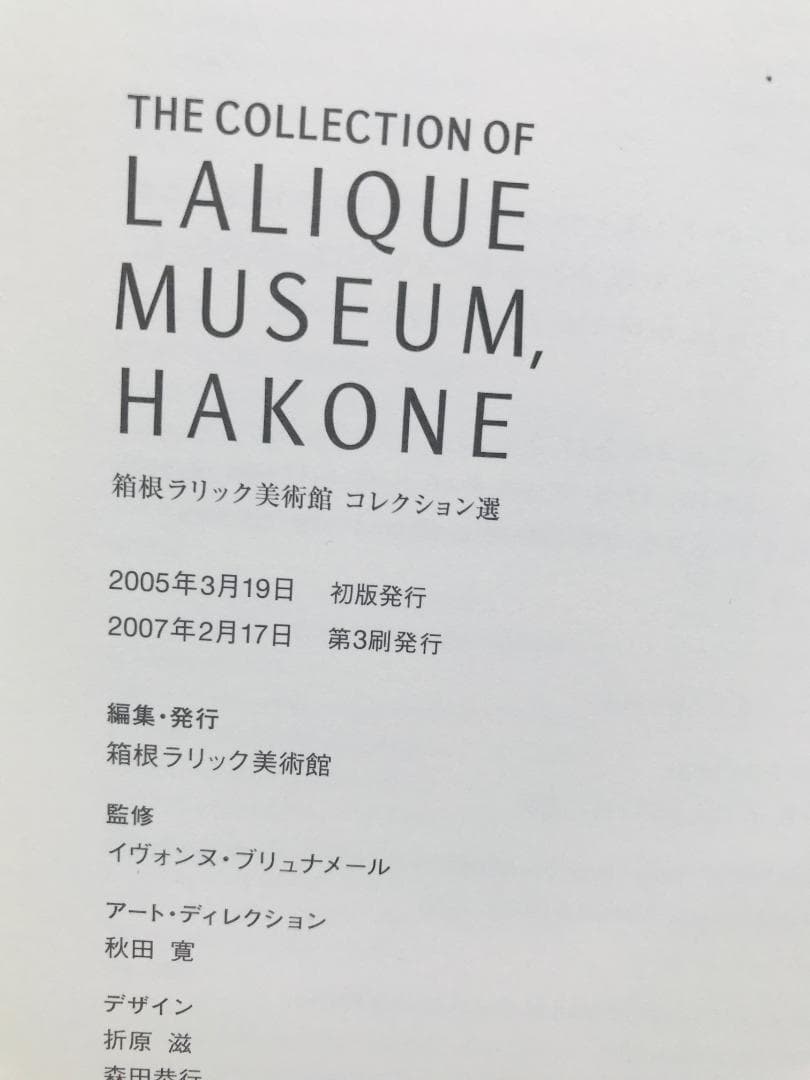 THE COLLECTION OF
LALIQUE
MUSEUM,
HAKONE
箱根ラリック美術館 コレクション選
2005年3月19日 初版発行
2007年2月17日 第3刷発行
編集・発行
箱根ラリック美術館
監修
イヴォンヌ・ブリュナメール
アート・ディレクション
秋田 寛
デザイン
折原 滋
森田恭行